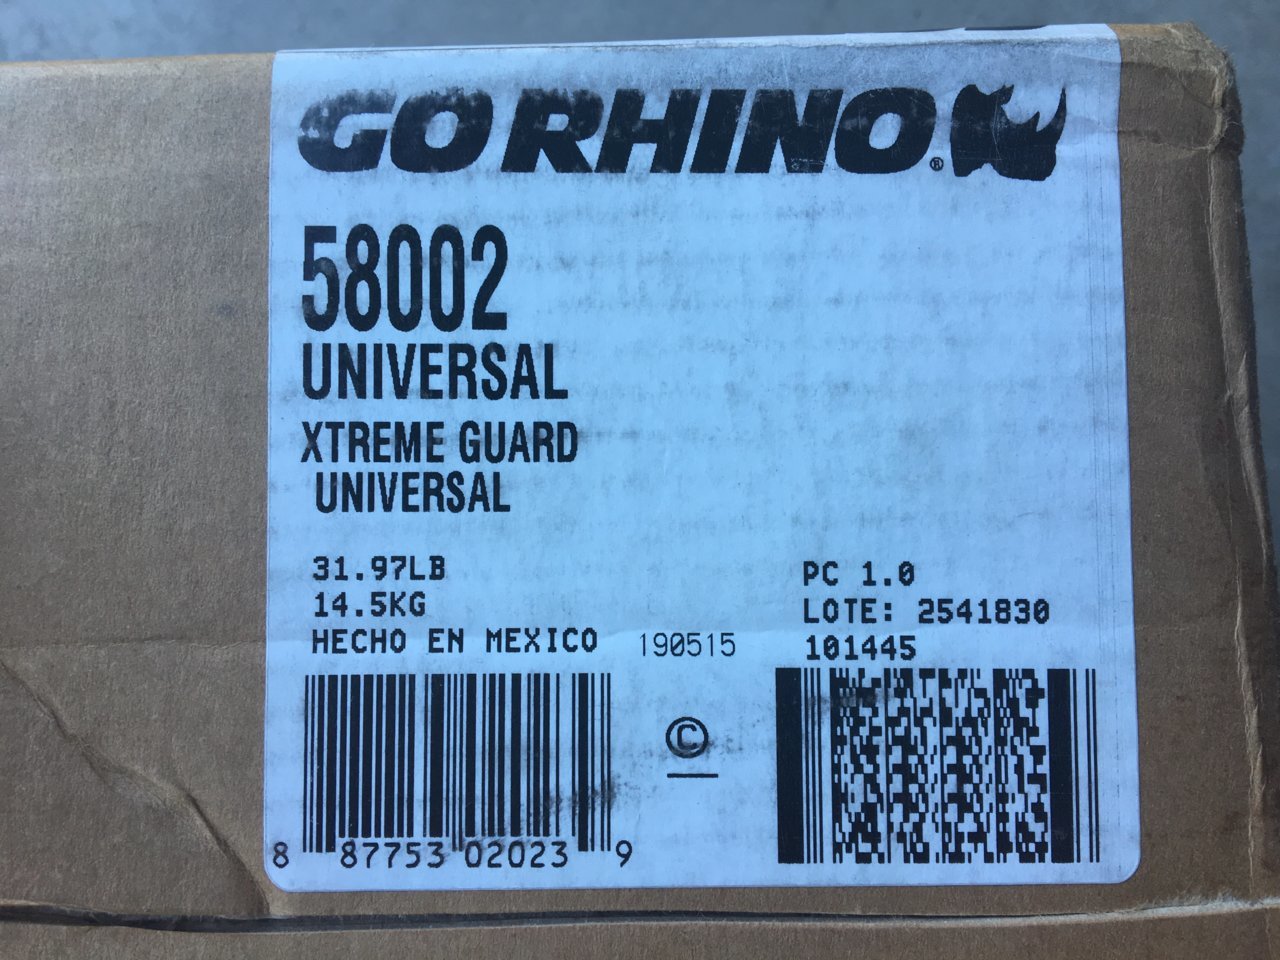 GO RHINO®
58002
UNIVERSAL
XTREME GUARD
UNIVERSAL
31.97LB
14.5KG
HECHO EN MEXICO 190515
PC 1.0
LOTE: 2541830
101445
©
8 87753 02023 9